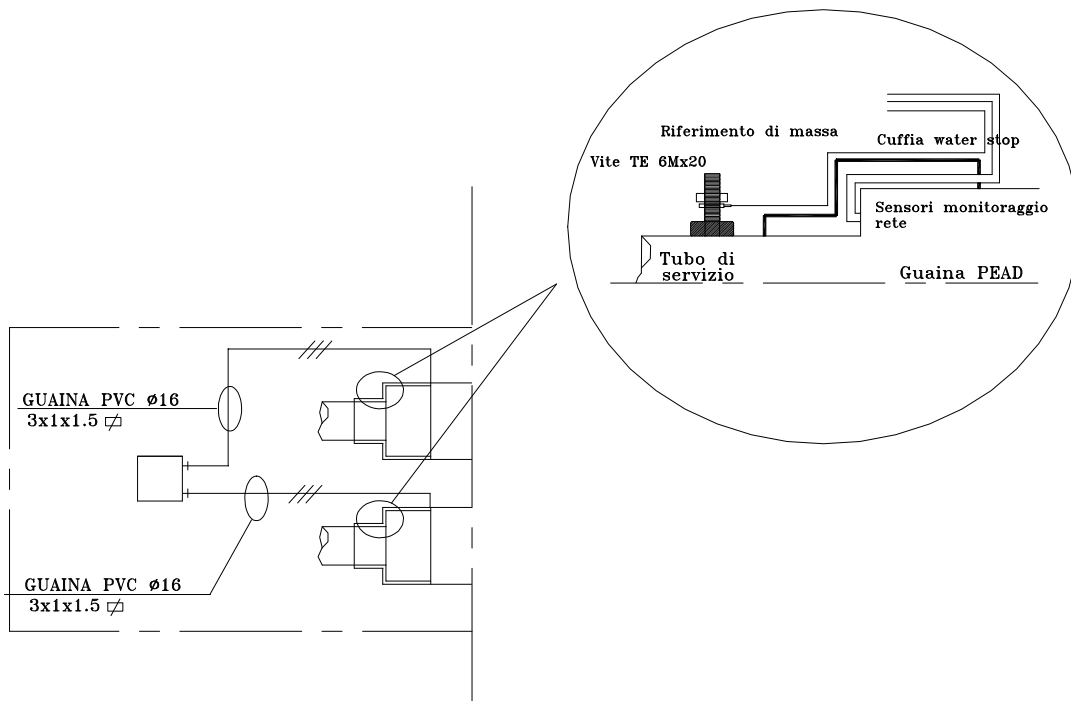 Riferimento di massa
Cuffia water stop
Vite TE 6Mx20
Sensori monitoraggio
rete
Tubo di
servizio
Guaina PEAD
GUAINA PVC ø16
3x1x1.5
GUAINA PVC ø16
3x1x1.5